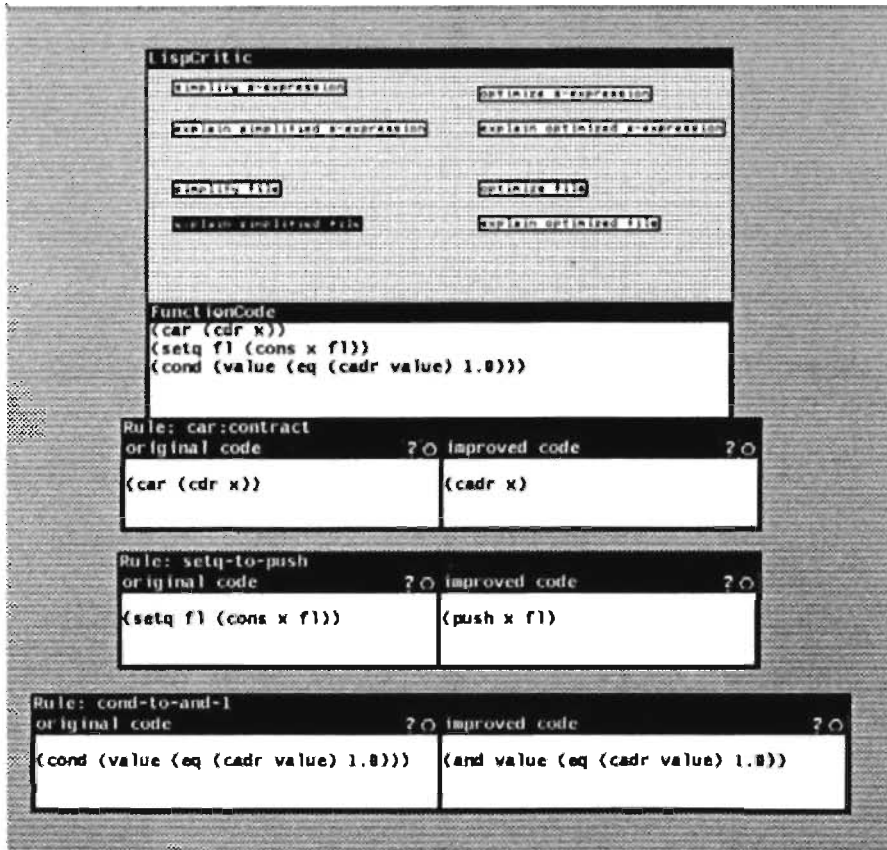 LispCritic
simplify s-expression
optimize s-expression
explain simplified s-expression
explain optimized s-expression
simplify file
optimize file
explain simplified file
explain optimized file
FunctionCode
(car (cdr x))
(setq fl (cons x fl))
(cond (value (eq (cadr value) 1.0)))
Rule: car:contract
original code ? improved code ?
(car (cdr x)) (cadr x)
Rule: setq-to-push
original code ? improved code ?
(setq fl (cons x fl)) (push x fl)
Rule: cond-to-and-1
original code ? improved code ?
(cond (value (eq (cadr value) 1.0))) (and value (eq (cadr value) 1.0))